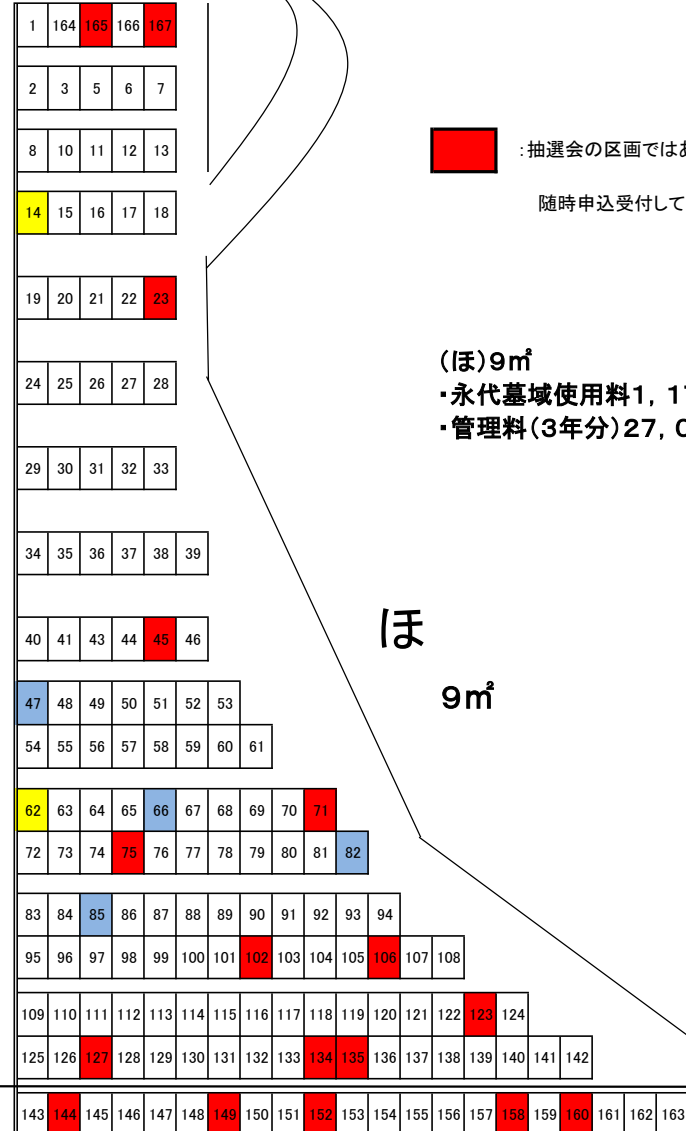 1 164 165 166 167
2 3 5 6 7
8 10 11 12 13
14 15 16 17 18
19 20 21 22 23
24 25 26 27 28
29 30 31 32 33
34 35 36 37 38 39
40 41 43 44 45 46
47 48 49 50 51 52 53
54 55 56 57 58 59 60 61
62 63 64 65 66 67 68 69 70 71
72 73 74 75 76 77 78 79 80 81 82
83 84 85 86 87 88 89 90 91 92 93 94
95 96 97 98 99 100 101 102 103 104 105 106 107 108
109 110 111 112 113 114 115 116 117 118 119 120 121 122 123 124
125 126 127 128 129 130 131 132 133 134 135 136 137 138 139 140 141 142
143 144 145 146 147 148 149 150 151 152 153 154 155 156 157 158 159 160 161 162 163
:抽選会の区画ではあ
随時申込受付して
(ほ)9㎡
・永代墓域使用料1,1
・管理料(3年分)27,0
ほ
9㎡